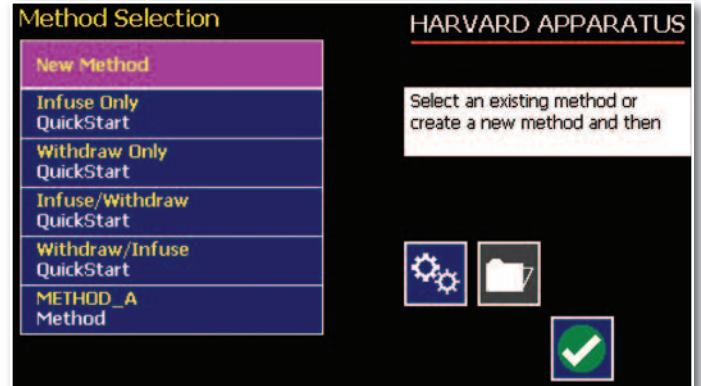 Method Selection
HARVARD APPARATUS
New Method
Infuse Only
QuickStart
Withdraw Only
QuickStart
Infuse/Withdraw
QuickStart
Withdraw/Infuse
QuickStart
METHOD_A
Method
Select an existing method or
create a new method and then